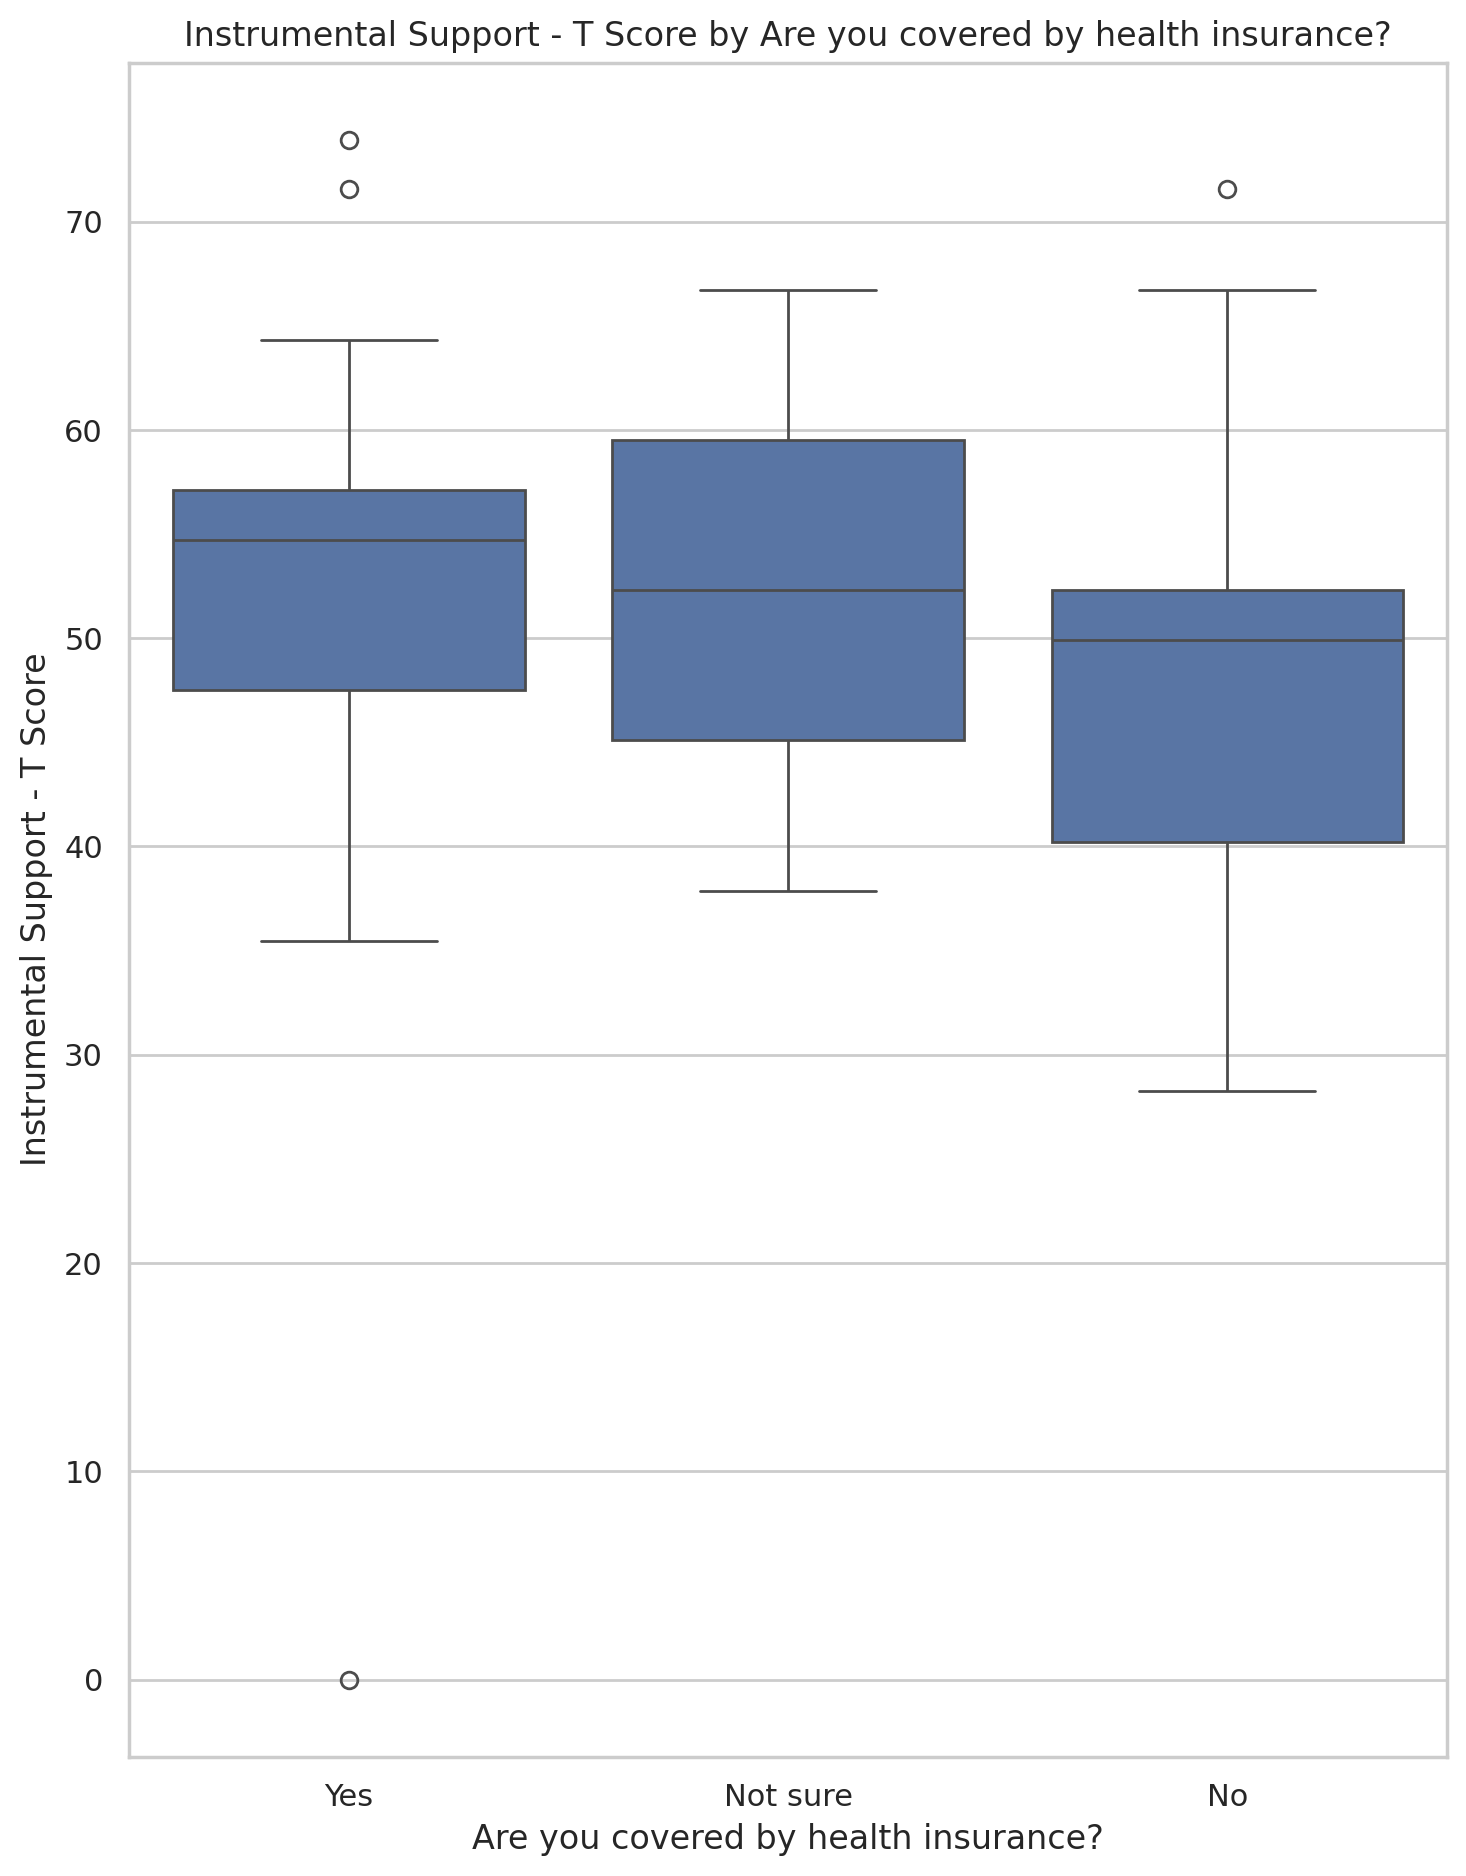 Instrumental Support - T Score by Are you covered by health insurance?
Instrumental Support - T Score
70
60
50
40
30
20
10
0
Yes
Not sure
No
Are you covered by health insurance?